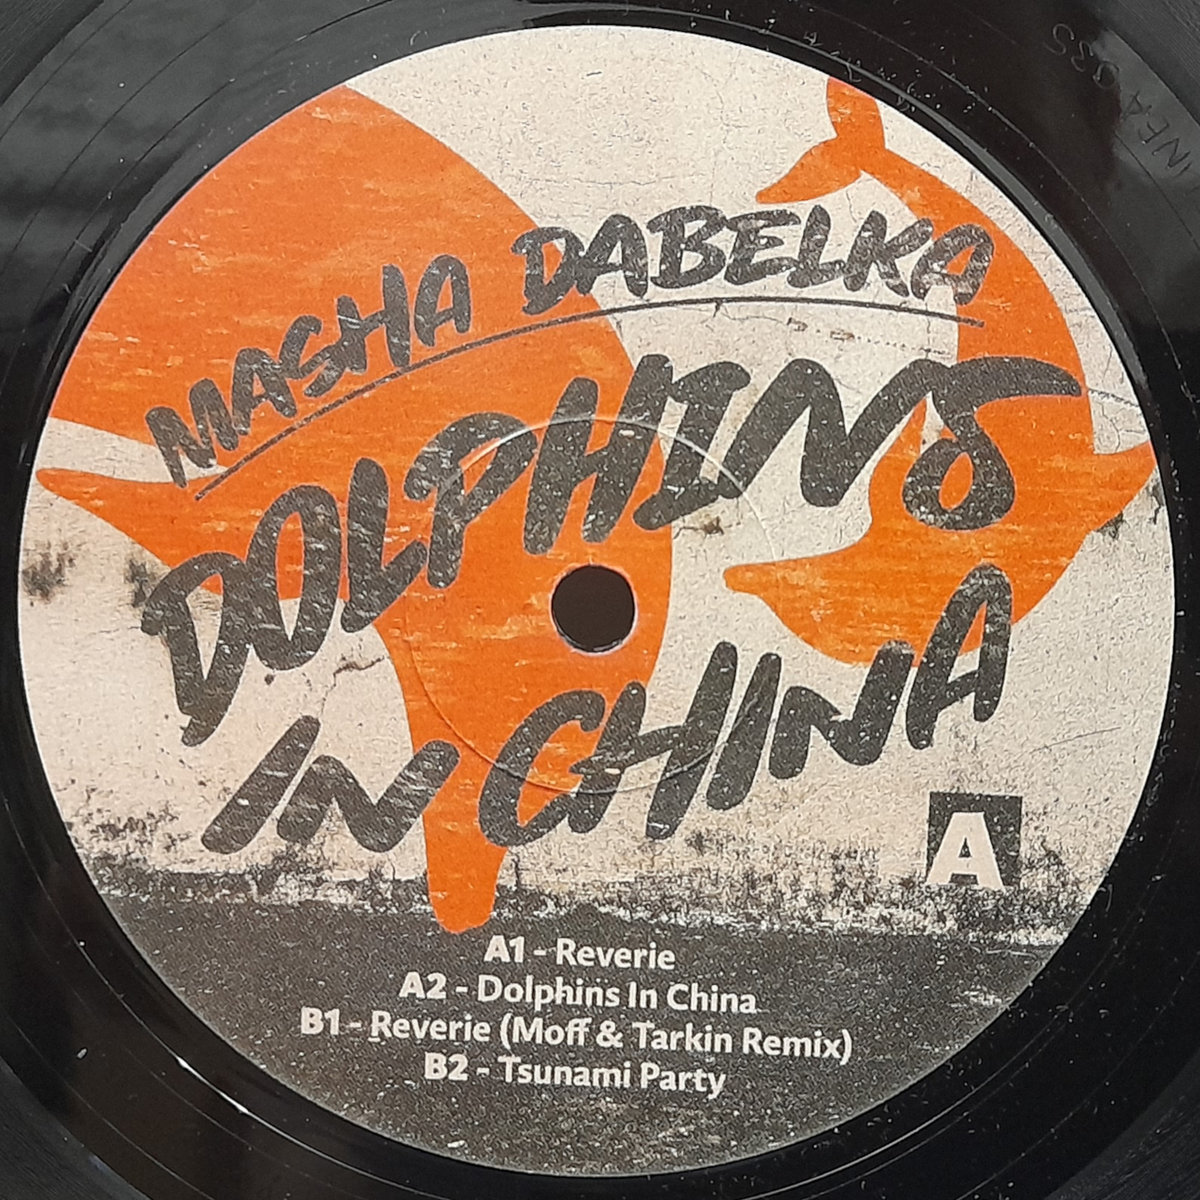 MASHA DABELKA
DOLPHINS
IN CHINA
A
A1 - Reverie
A2 - Dolphins In China
B1 - Reverie (Moff & Tarkin Remix)
B2 - Tsunami Party